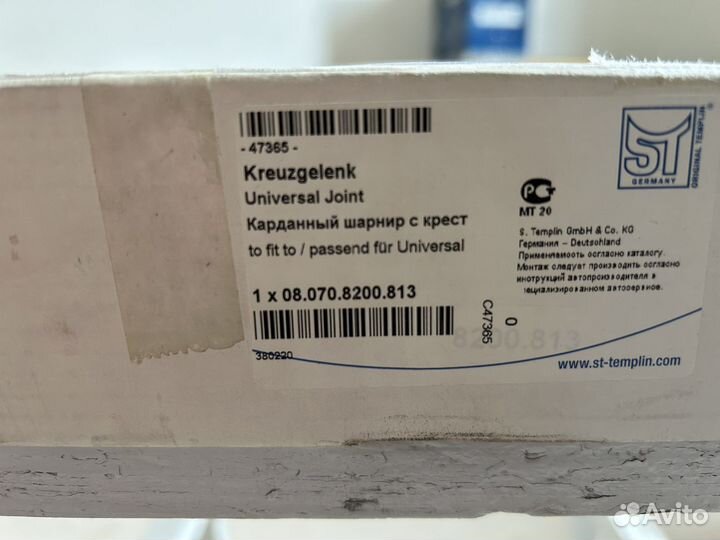 - 47365 -
Kreuzgelenk
Universal Joint
Карданный шарнир с крест
to fit to / passend für Universal
1 x 08.070.8200.813
380220
C47365
0
8200.813
РСТ
МТ 20
ST
GERMANY
ORIGINAL TEMPLIN
®
S. Templin GmbH & Co. KG
Германия – Deutschland
Применяемость согласно каталогу.
Монтаж следует производить согласно
инструкций автопроизводителя в
специализированном автосервисе.
www.st-templin.com
Avito